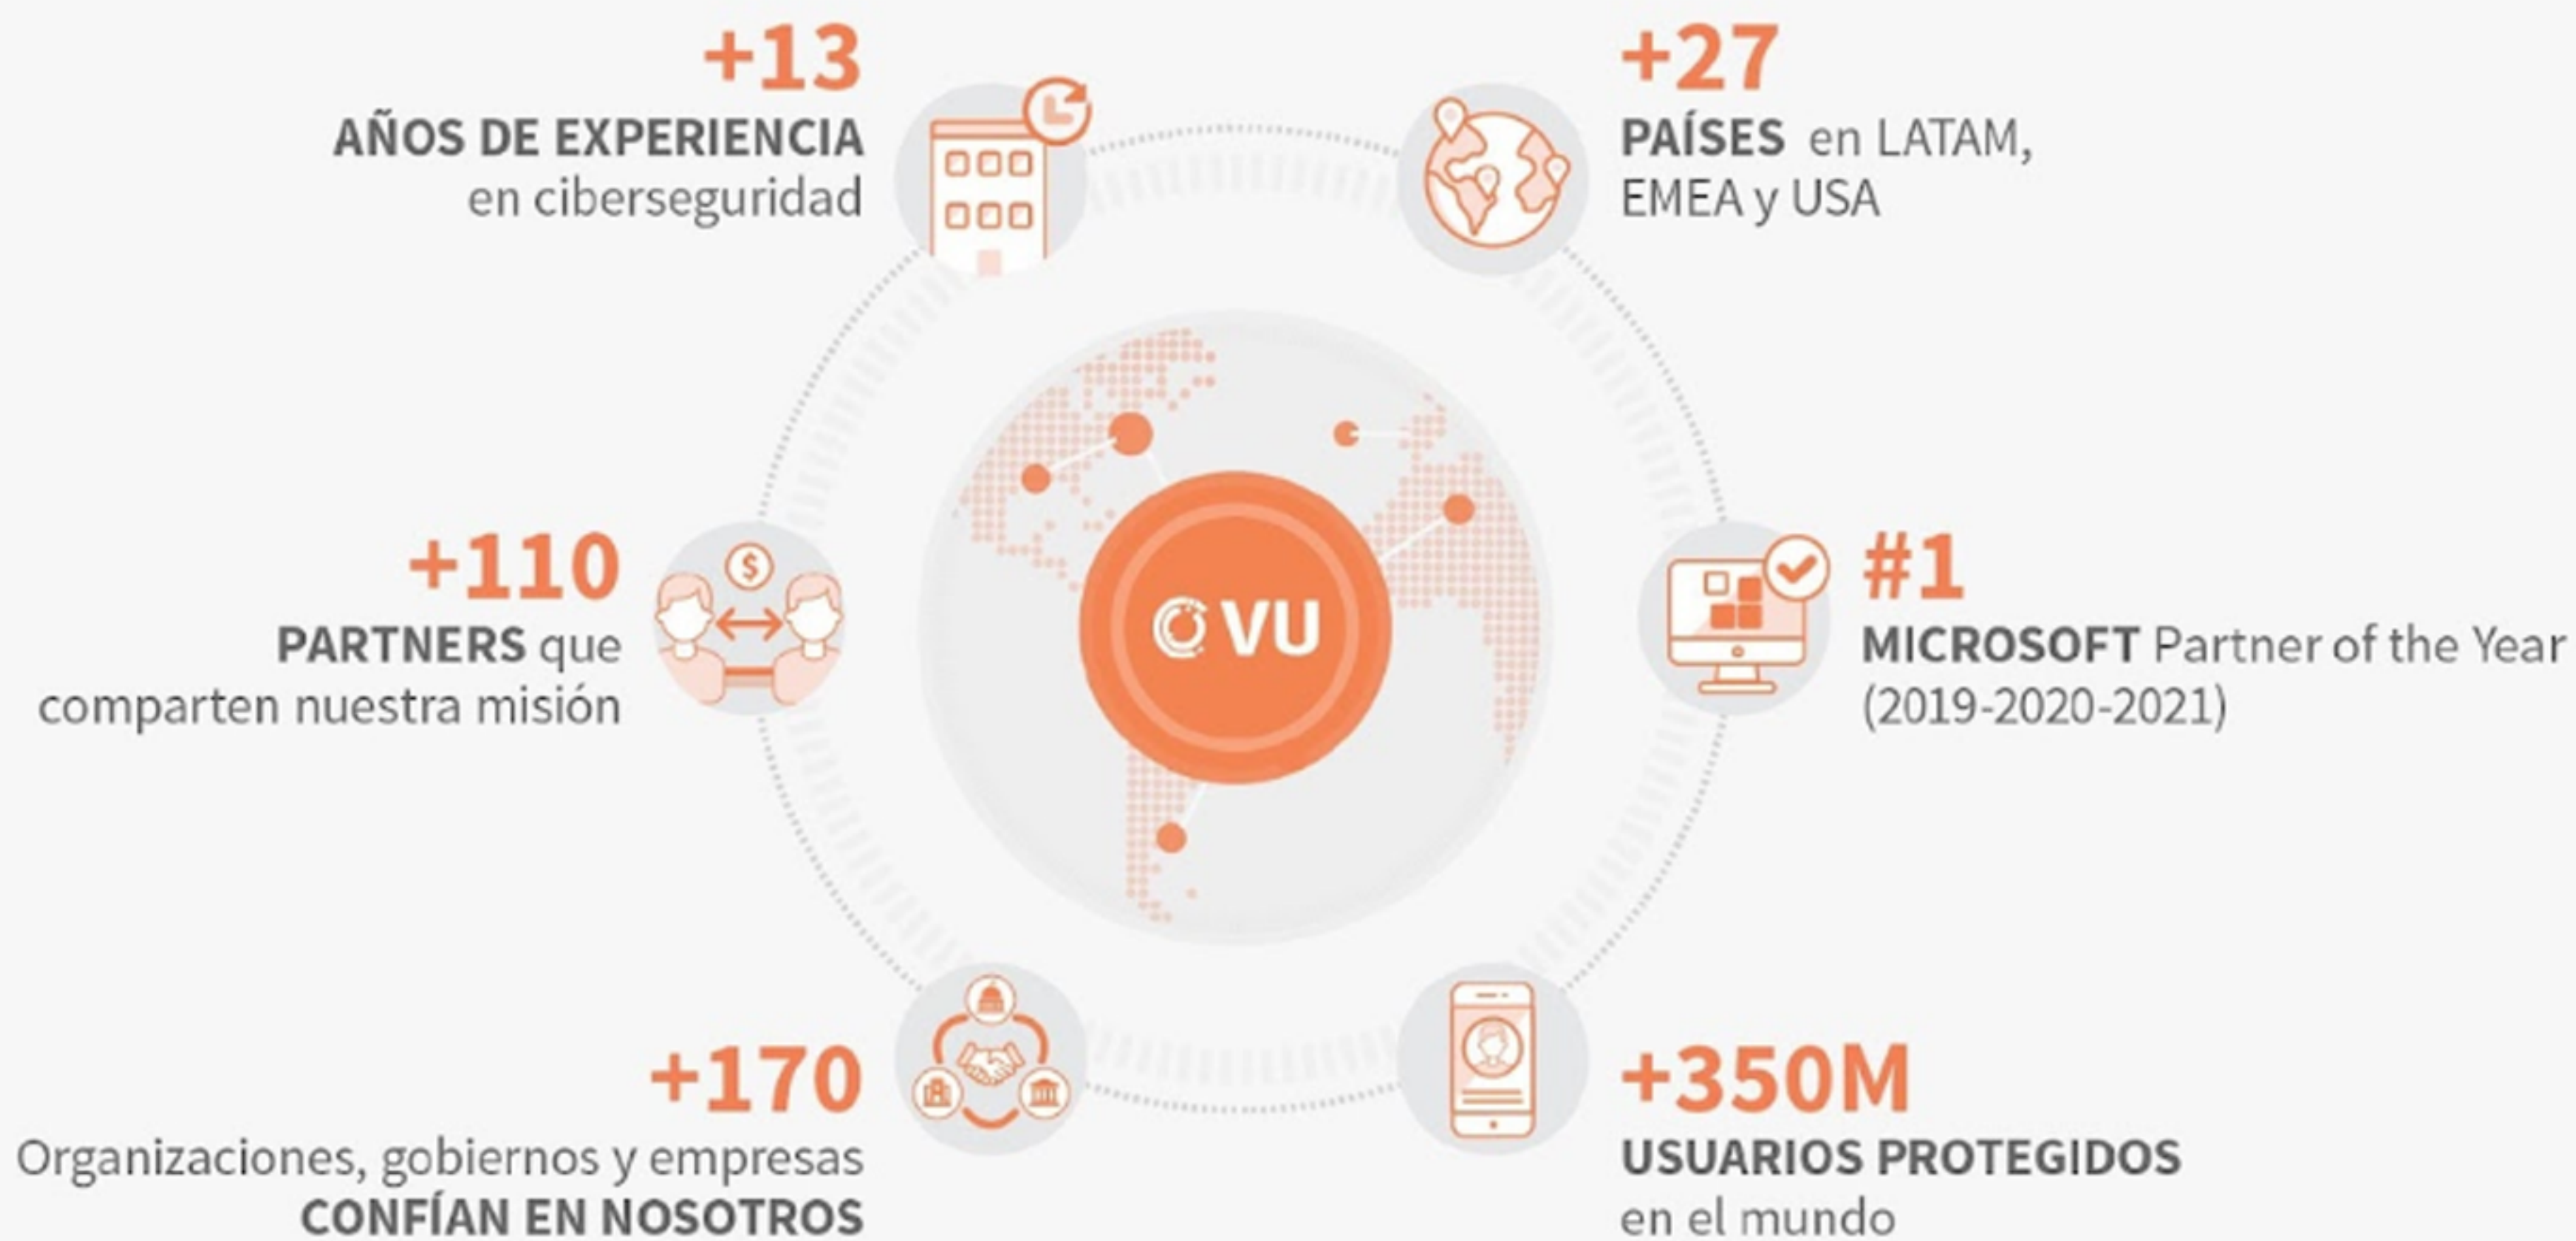 +13
AÑOS DE EXPERIENCIA
en ciberseguridad
+27
PAÍSES en LATAM,
EMEA y USA
+110
PARTNERS que
comparten nuestra misión
VU
#1
MICROSOFT Partner of the Year
(2019-2020-2021)
+170
Organizaciones, gobiernos y empresas
CONFÍAN EN NOSOTROS
+350M
USUARIOS PROTEGIDOS
en el mundo
$